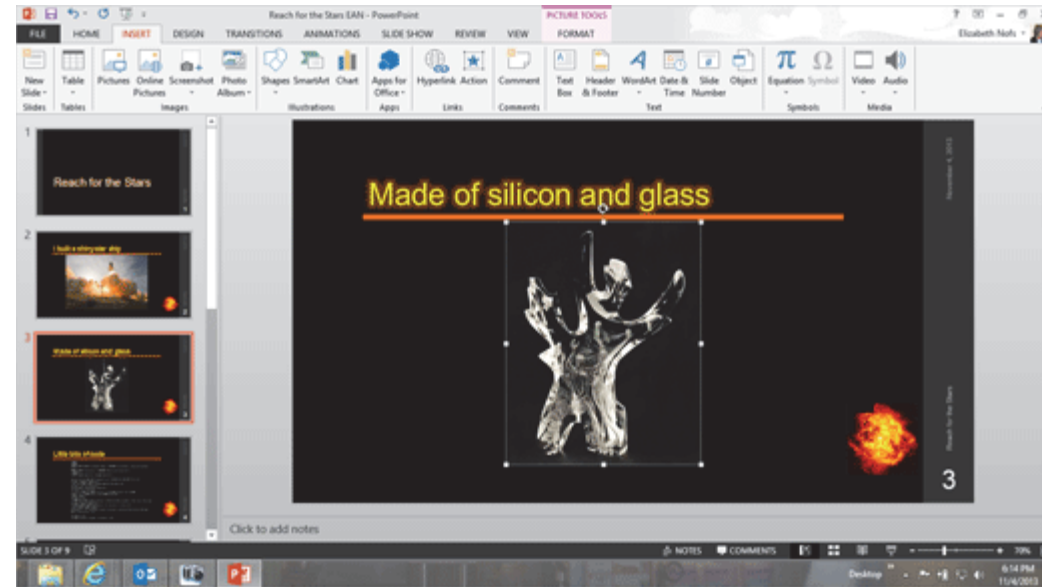 Reach for the Stars EAN - PowerPoint
PICTURE TOOLS
FILE HOME INSERT DESIGN TRANSITIONS ANIMATIONS SLIDE SHOW REVIEW VIEW FORMAT
Elizabeth Nofs
New Slide
Table
Pictures
Online Pictures
Screenshot
Photo Album
Shapes
SmartArt
Chart
Apps for Office
Hyperlink
Action
Comment
Text Box
Header & Footer
WordArt
Date & Time
Slide Number
Object
Equation
Symbol
Video
Audio
Slides Tables Images Illustrations Apps Links Comments Text Symbols Media
1
Reach for the Stars
2
I built a shiny star ship
3
Made of silicon and glass
4
Little bits of code
Made of silicon and glass
November 4, 2013
Reach for the Stars
3
Click to add notes
SLIDE 3 OF 9
NOTES COMMENTS 70%
Desktop
6:14 PM
11/4/2013